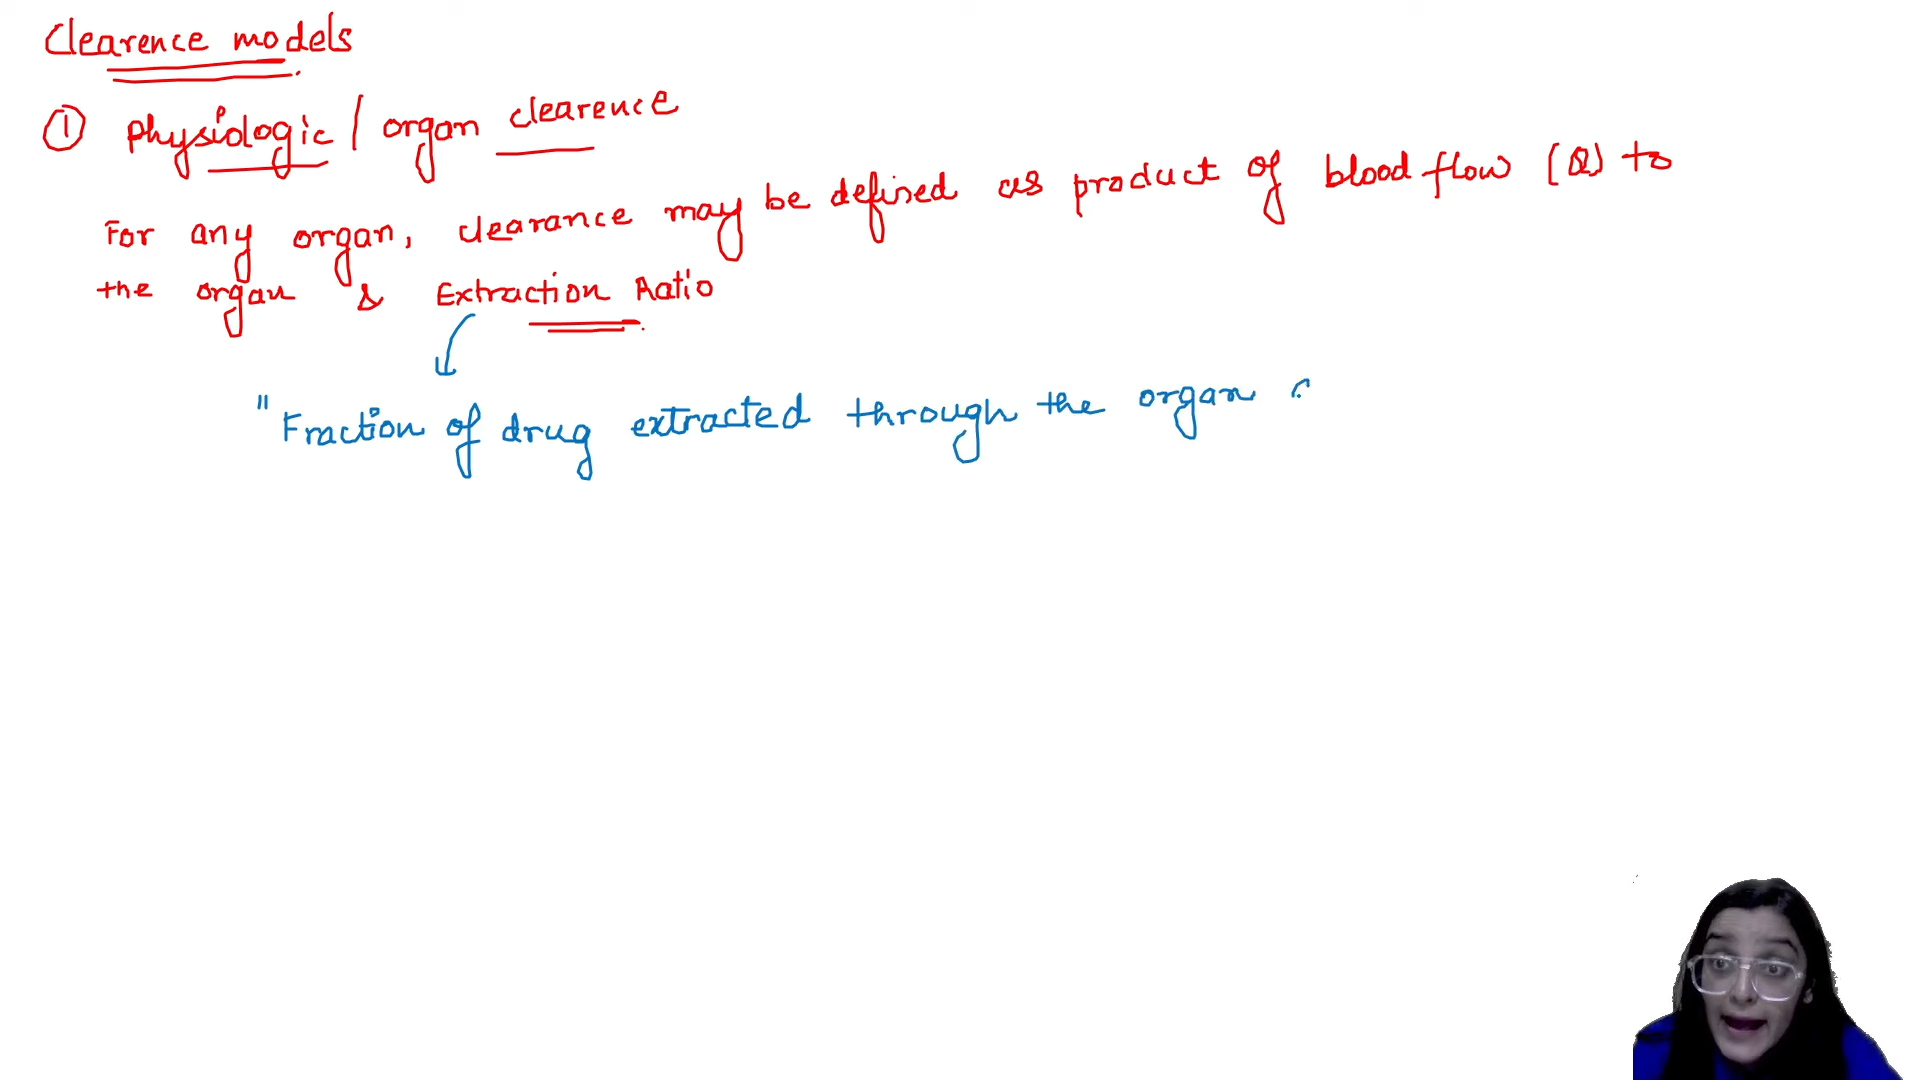 Clearence models
① Physiologic / organ clearence
For any organ, clearance may be defined as product of blood flow (Q) to
the organ & Extraction Ratio
"Fraction of drug extracted through the organ